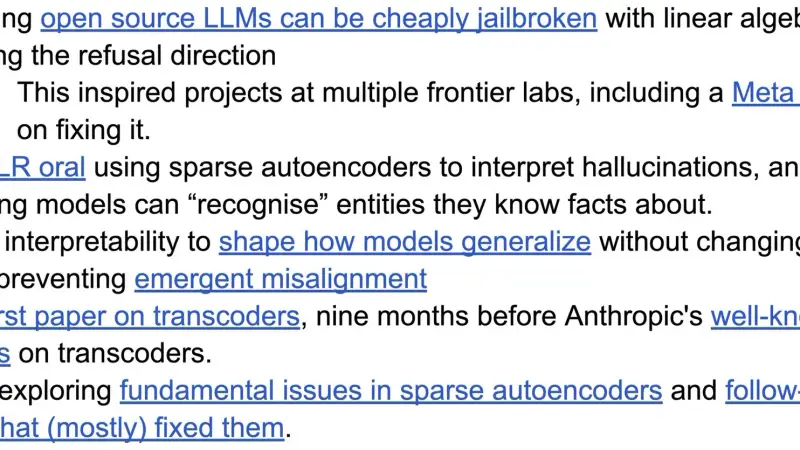 ing open source LLMs can be cheaply jailbroken with linear algeb
ng the refusal direction
This inspired projects at multiple frontier labs, including a Meta
on fixing it.
LR oral using sparse autoencoders to interpret hallucinations, an
ng models can “recognise” entities they know facts about.
interpretability to shape how models generalize without changing
preventing emergent misalignment
rst paper on transcoders, nine months before Anthropic's well-kno
s on transcoders.
exploring fundamental issues in sparse autoencoders and follow-
hat (mostly) fixed them.